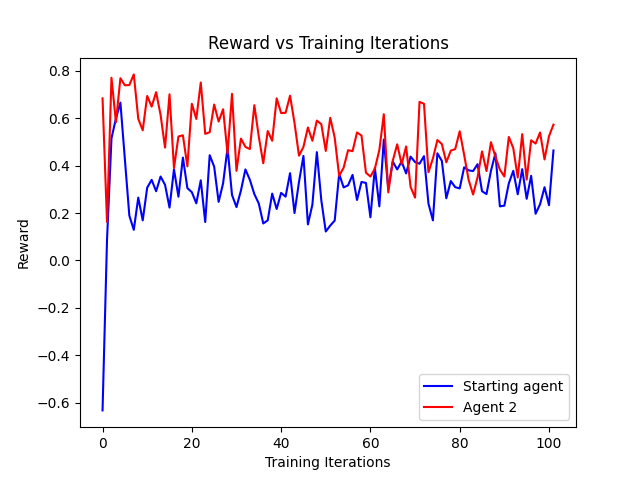 Reward vs Training Iterations
Reward
0.8
0.6
0.4
0.2
0.0
−0.2
−0.4
−0.6
0
20
40
60
80
100
Training Iterations
Starting agent
Agent 2